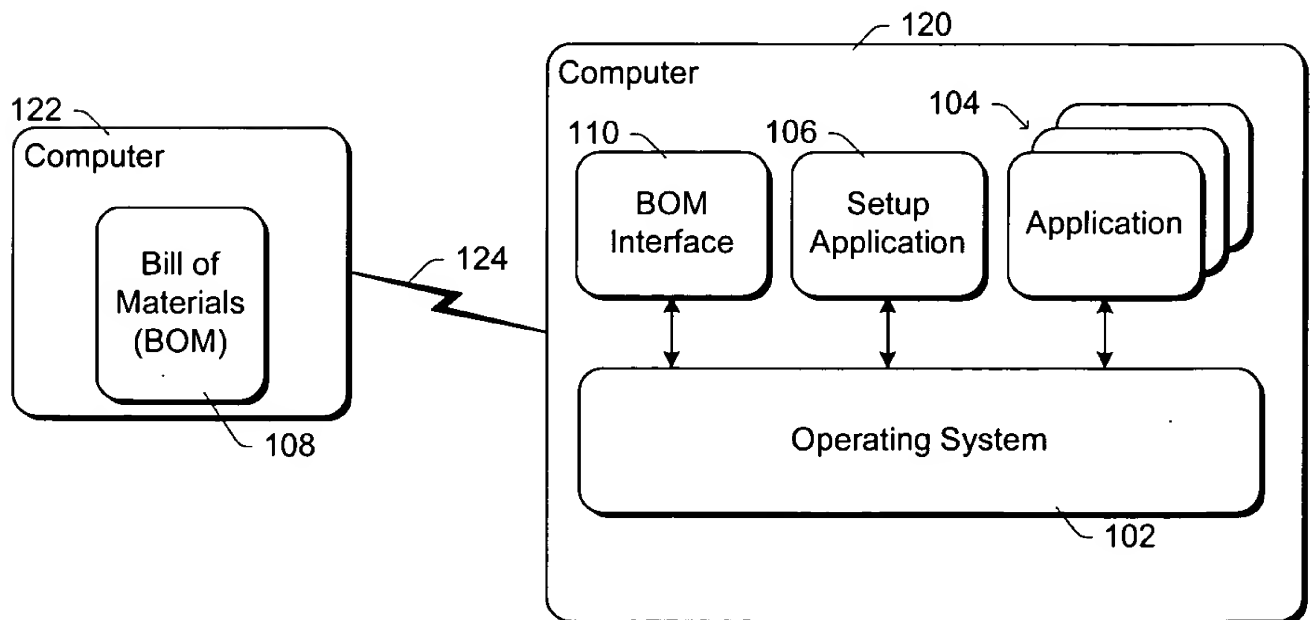 120
Computer
122
Computer
104
110
106
BOM
Interface
Setup
Application
Application
Bill of
Materials
(BOM)
124
108
Operating System
102